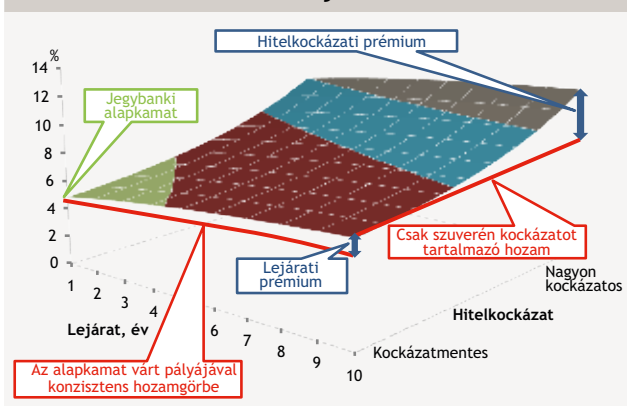 Hitelkockázati prémium
%
14
12
10
8
6
4
2
0
Jegybanki
alapkamat
Csak szuverén kockázatot
tartalmazó hozam
Lejárati
prémium
Nagyon
kockázatos
Hitelkockázat
Kockázatmentes
1
2
3
4
6
7
8
9
10
Lejárat, év
Az alapkamat várt pályájával
konzisztens hozamgörbe